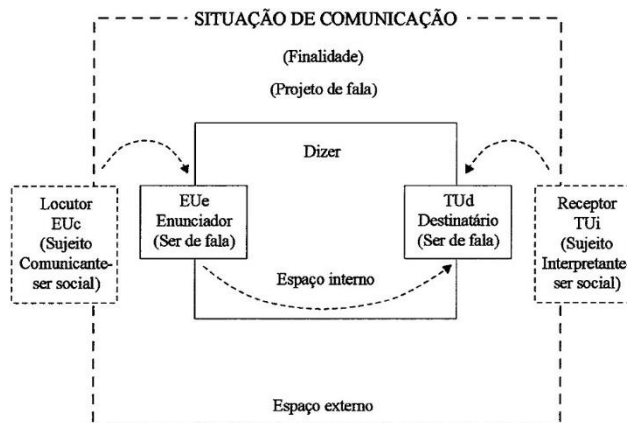 SITUAÇÃO DE COMUNICAÇÃO
(Finalidade)
(Projeto de fala)
Dizer
Locutor
EUc
(Sujeito
Comunicante-
ser social)
EUe
Enunciador
(Ser de fala)
TUd
Destinatário
(Ser de fala)
Receptor
TUi
(Sujeito
Interpretante-
ser social)
Espaço interno
Espaço externo